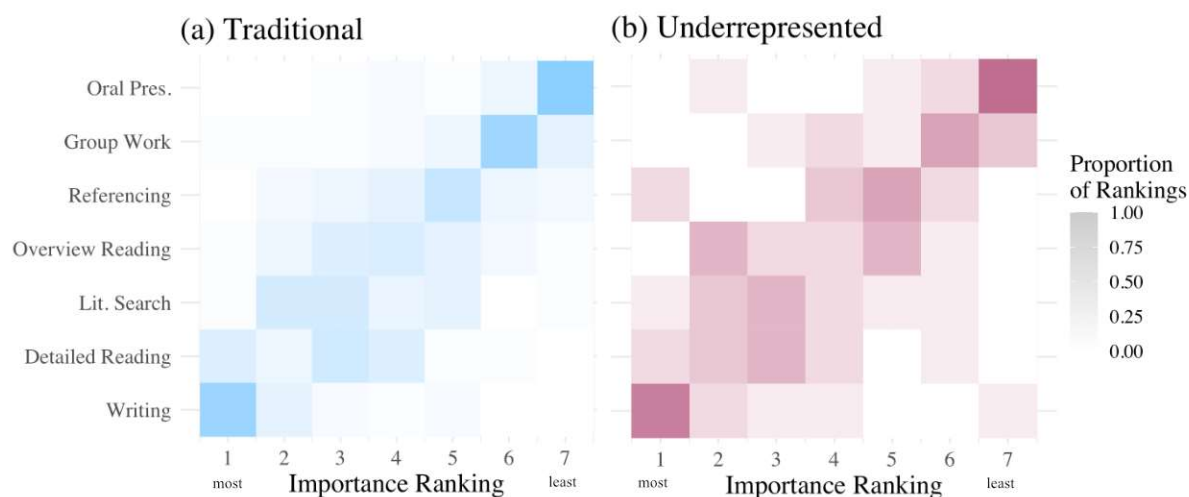 (a) Traditional
(b) Underrepresented
Oral Pres.
Group Work
Referencing
Overview Reading
Lit. Search
Detailed Reading
Writing
1 2 3 4 5 6 7
most least
Importance Ranking
1 2 3 4 5 6 7
most least
Importance Ranking
Proportion
of Rankings
1.00
0.75
0.50
0.25
0.00